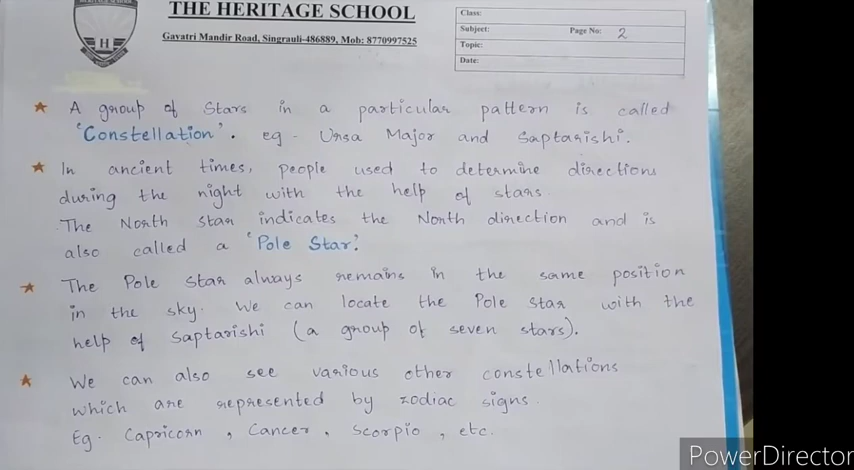 THE HERITAGE SCHOOL
Gayatri Mandir Road, Singrauli-486889, Mob: 8770997525
Class:
Subject: Page No: 2
Topic:
Date:
H
★ A group of Stars in a particular pattern is called
'Constellation'. eg - Ursa Major and Saptarishi.
★ In ancient times, people used to determine directions
during the night with the help of stars.
The North star indicates the North direction and is
also called a 'Pole Star'.
★ The Pole star always remains in the same position
in the sky. We can locate the Pole Star with the
help of Saptarishi (a group of seven stars).
★ We can also see various other constellations
which are represented by zodiac signs.
Eg. Capricorn, Cancer, Scorpio, etc.
PowerDirector